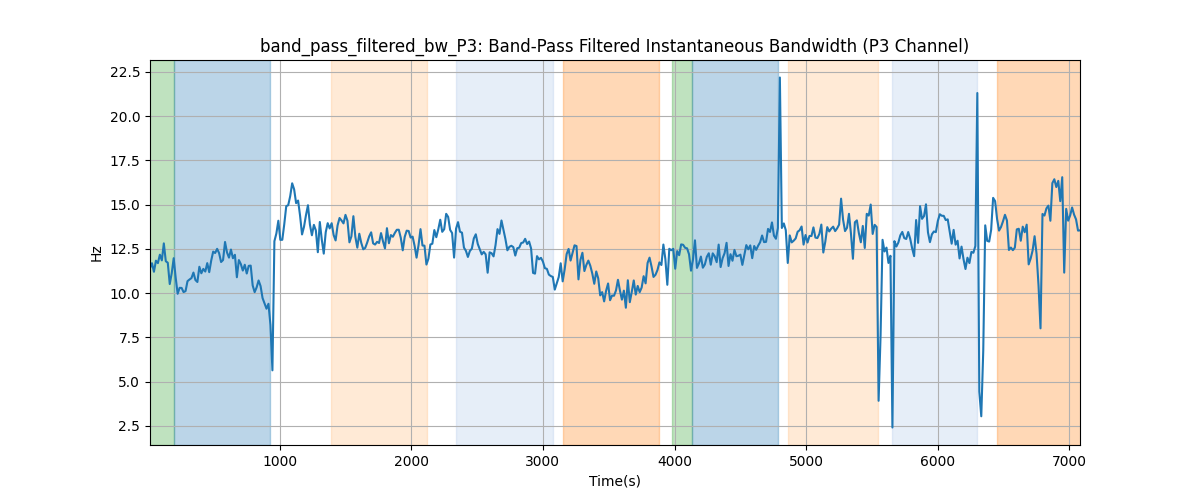 band_pass_filtered_bw_P3: Band-Pass Filtered Instantaneous Bandwidth (P3 Channel)
22.5
20.0
17.5
15.0
12.5
10.0
7.5
5.0
2.5
Hz
1000 2000 3000 4000 5000 6000 7000
Time(s)